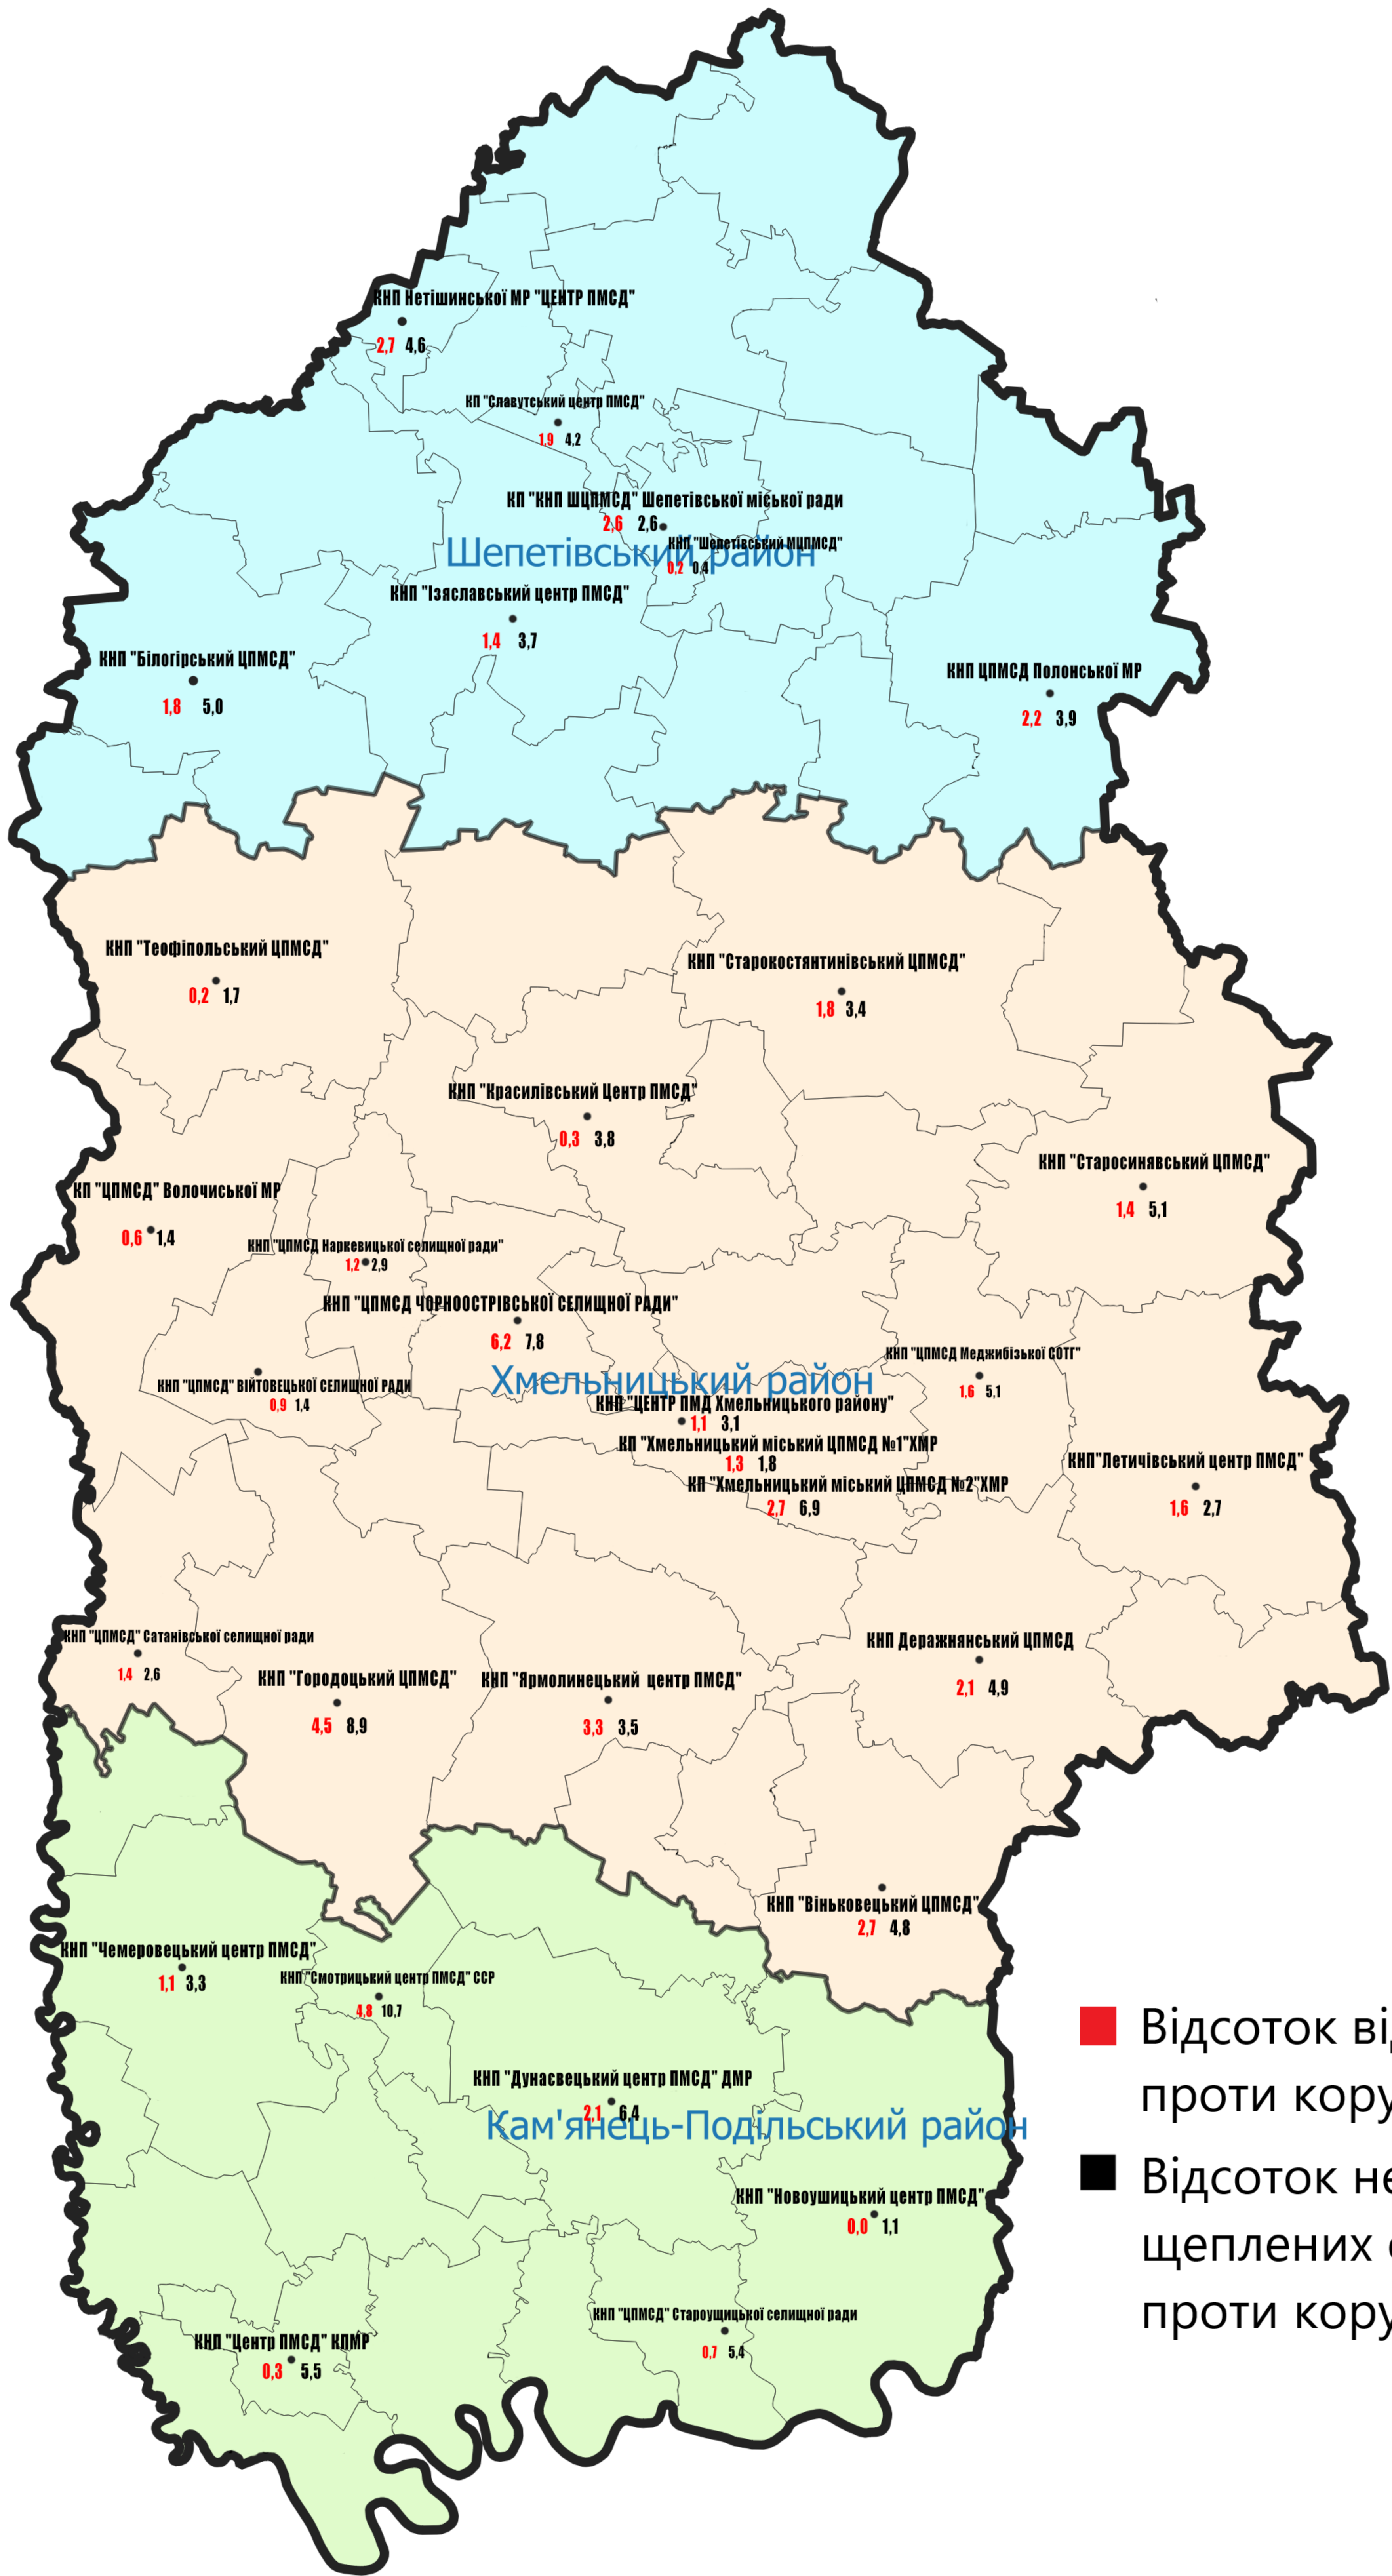 КНП Нетішинської МР "ЦЕНТР ПМСД"
2,7 4,6
КП "Славутський центр ПМСД"
1,9 4,2
КП "КНП ШЦПМСД" Шепетівської міської ради
2,6 2,6
КНП "Шепетівський МЦПМСД"
Шепетівський район
0,2 0,4
КНП "Ізяславський центр ПМСД"
1,4 3,7
КНП "Білогірський ЦПМСД"
1,8 5,0
КНП ЦПМСД Полонської МР
2,2 3,9
КНП "Теофіпольський ЦПМСД"
0,2 1,7
КНП "Старокостянтинівський ЦПМСД"
1,8 3,4
КНП "Красилівський Центр ПМСД"
0,3 3,8
КНП "Старосинявський ЦПМСД"
1,4 5,1
КП "ЦПМСД" Волочиської МР
0,6 1,4
КНП "ЦПМСД Наркевицької селищної ради"
1,2 2,9
КНП "ЦПМСД ЧОРНООСТРІВСЬКОЇ СЕЛИЩНОЇ РАДИ"
6,2 7,8
КНП "ЦПМСД Меджибізької СОТГ"
1,6 5,1
Хмельницький район
КНП "ЦПМСД" ВІЙТОВЕЦЬКОЇ СЕЛИЩНОЇ РАДИ
0,9 1,4
КНП "ЦЕНТР ПМД Хмельницького району"
1,1 3,1
КП "Хмельницький міський ЦПМСД №1"ХМР
1,3 1,8
КП "Хмельницький міський ЦПМСД №2"ХМР
2,7 6,9
КНП"Летичівський центр ПМСД"
1,6 2,7
КНП "ЦПМСД" Сатанівської селищної ради
1,4 2,6
КНП Деражнянський ЦПМСД
2,1 4,9
КНП "Городоцький ЦПМСД"
4,5 8,9
КНП "Ярмолинецький центр ПМСД"
3,3 3,5
КНП "Віньковецький ЦПМСД"
2,7 4,8
КНП "Чемеровецький центр ПМСД"
1,1 3,3
КНП "Смотрицький центр ПМСД" ССР
4,8 10,7
КНП "Дунаєвецький центр ПМСД" ДМР
2,1 6,4
Кам'янець-Подільський район
КНП "Новоушицький центр ПМСД"
0,0 1,1
КНП "ЦПМСД" Староущицької селищної ради
0,7 5,4
КНП "Центр ПМСД" КПМР
0,3 5,5
Відсоток
проти
Відсоток
щеплених
проти